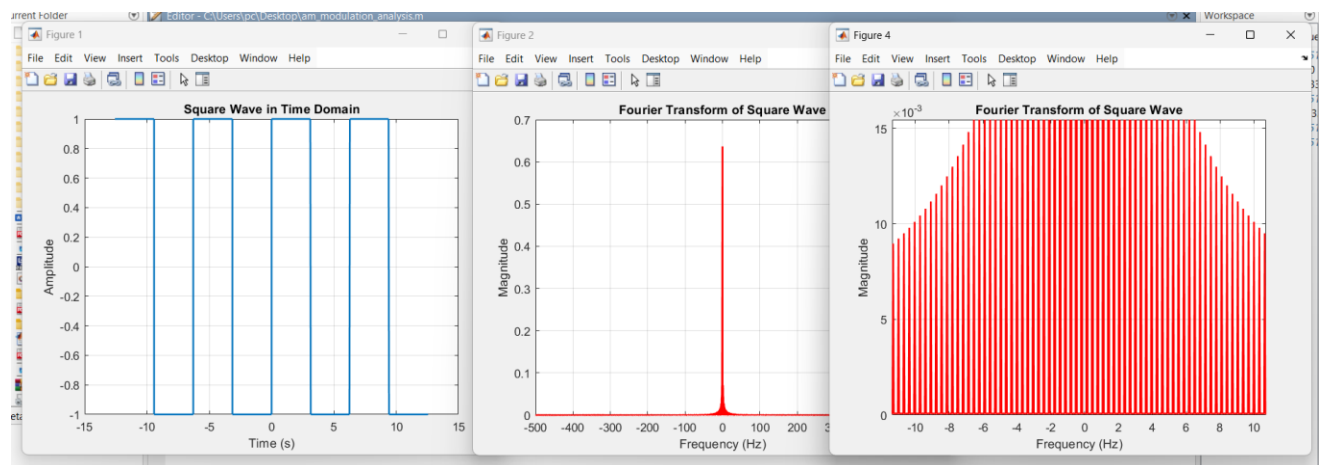 urrent Folder
Editor - C:\Users\pc\Desktop\am_modulation_analysis.m
Workspace
Figure 1
File Edit View Insert Tools Desktop Window Help
Square Wave in Time Domain
1
0.8
0.6
0.4
0.2
0
-0.2
-0.4
-0.6
-0.8
-1
Amplitude
-15 -10 -5 0 5 10 15
Time (s)
Figure 2
File Edit View Insert Tools Desktop Window Help
Fourier Transform of Square Wave
0.7
0.6
0.5
0.4
0.3
0.2
0.1
0
Magnitude
-500 -400 -300 -200 -100 0 100 200
Frequency (Hz)
Figure 4
File Edit View Insert Tools Desktop Window Help
×10-3
Fourier Transform of Square Wave
15
10
5
0
Magnitude
-10 -8 -6 -4 -2 0 2 4 6 8 10
Frequency (Hz)